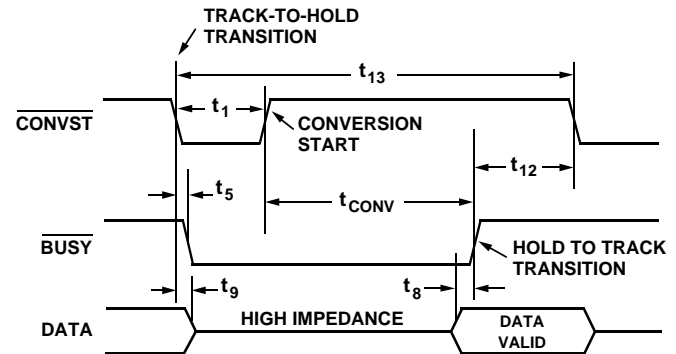 TRACK-TO-HOLD
TRANSITION
t13
CONVST
t1
CONVERSION
START
t12
t5
tCONV
BUSY
HOLD TO TRACK
TRANSITION
t9
t8
DATA
HIGH IMPEDANCE
DATA
VALID